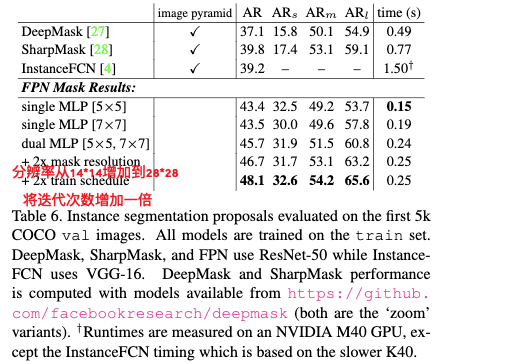 image pyramid AR ARs ARm ARl time (s)
DeepMask [27] ✓ 37.1 15.8 50.1 54.9 0.49
SharpMask [28] ✓ 39.8 17.4 53.1 59.1 0.77
InstanceFCN [4] ✓ 39.2 – – – 1.50†
FPN Mask Results:
single MLP [5×5] 43.4 32.5 49.2 53.7 0.15
single MLP [7×7] 43.5 30.0 49.6 57.8 0.19
dual MLP [5×5, 7×7] 45.7 31.9 51.5 60.8 0.24
+ 2x mask resolution 46.7 31.7 53.1 63.2 0.25
分辨率从14*14增加到28*28
+ 2x train schedule 48.1 32.6 54.2 65.6 0.25
将迭代次数增加一倍
Table 6. Instance segmentation proposals evaluated on the first 5k
COCO val images. All models are trained on the train set.
DeepMask, SharpMask, and FPN use ResNet-50 while Instance-
FCN uses VGG-16. DeepMask and SharpMask performance
is computed with models available from https://github.
com/facebookresearch/deepmask (both are the ‘zoom’
variants). †Runtimes are measured on an NVIDIA M40 GPU, ex-
cept the InstanceFCN timing which is based on the slower K40.